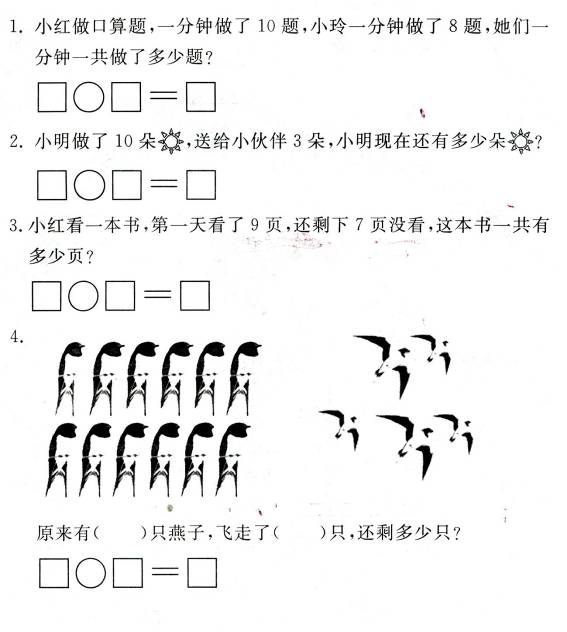 1. 小红做口算题,一分钟做了 10 题,小玲一分钟做了 8 题,她们一
分钟一共做了多少题?
□○□=□
2. 小明做了 10 朵,送给小伙伴 3 朵,小明现在还有多少朵?
□○□=□
3. 小红看一本书,第一天看了 9 页,还剩下 7 页没看,这本书一共有
多少页?
□○□=□
4.
原来有( )只燕子,飞走了( )只,还剩多少只?
□○□=□